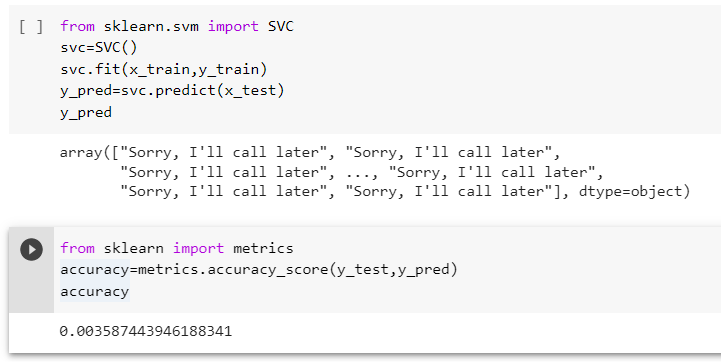 [ ] from sklearn.svm import SVC
svc=SVC()
svc.fit(x_train,y_train)
y_pred=svc.predict(x_test)
y_pred
array(["Sorry, I'll call later", "Sorry, I'll call later",
"Sorry, I'll call later", ..., "Sorry, I'll call later",
"Sorry, I'll call later", "Sorry, I'll call later"], dtype=object)
from sklearn import metrics
accuracy=metrics.accuracy_score(y_test,y_pred)
accuracy
0.003587443946188341